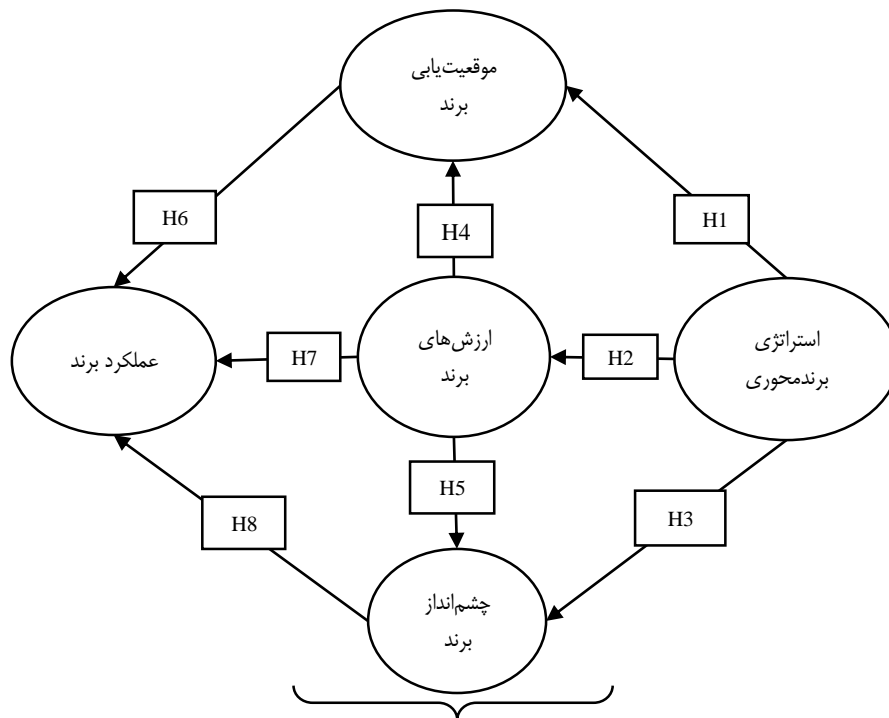 موقعیت‌یابی
برند
H6
H1
H4
استراتژی
برندمحوری
ارزش‌های
برند
عملکرد برند
H2
H7
H5
H3
H8
چشم‌انداز
برند